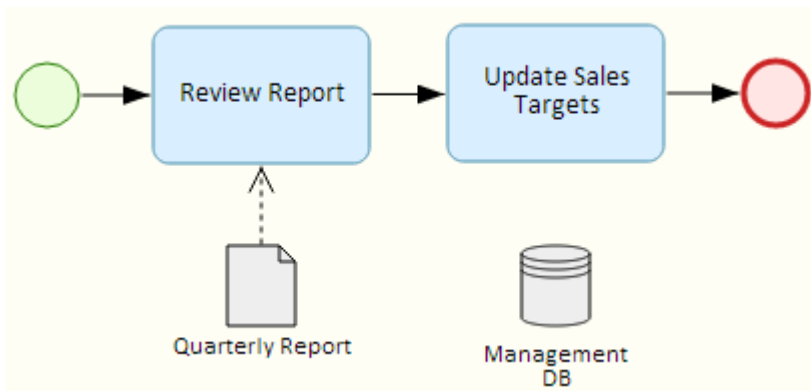 Review Report
Update Sales
Targets
Quarterly Report
Management
DB